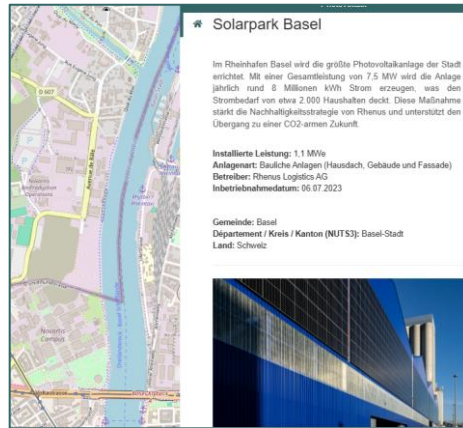 Solarpark Basel
Im Rheinhafen Basel wird die größte Photovoltaikanlage der Stadt
errichtet. Mit einer Gesamtleistung von 7,5 MW wird die Anlage
jährlich rund 8 Millionen kWh Strom erzeugen, was den
Strombedarf von etwa 2.000 Haushalten deckt. Diese Maßnahme
stärkt die Nachhaltigkeitsstrategie von Rhenus und unterstützt den
Übergang zu einer CO2-armen Zukunft.
Installierte Leistung: 1,1 MWe
Anlagenart: Bauliche Anlagen (Hausdach, Gebäude und Fassade)
Betreiber: Rhenus Logistics AG
Inbetriebnahmedatum: 06.07.2023
Gemeinde: Basel
Département / Kreis / Kanton (NUTS3): Basel-Stadt
Land: Schweiz
D 607
Avenue de Bâle
Novartis
Campus